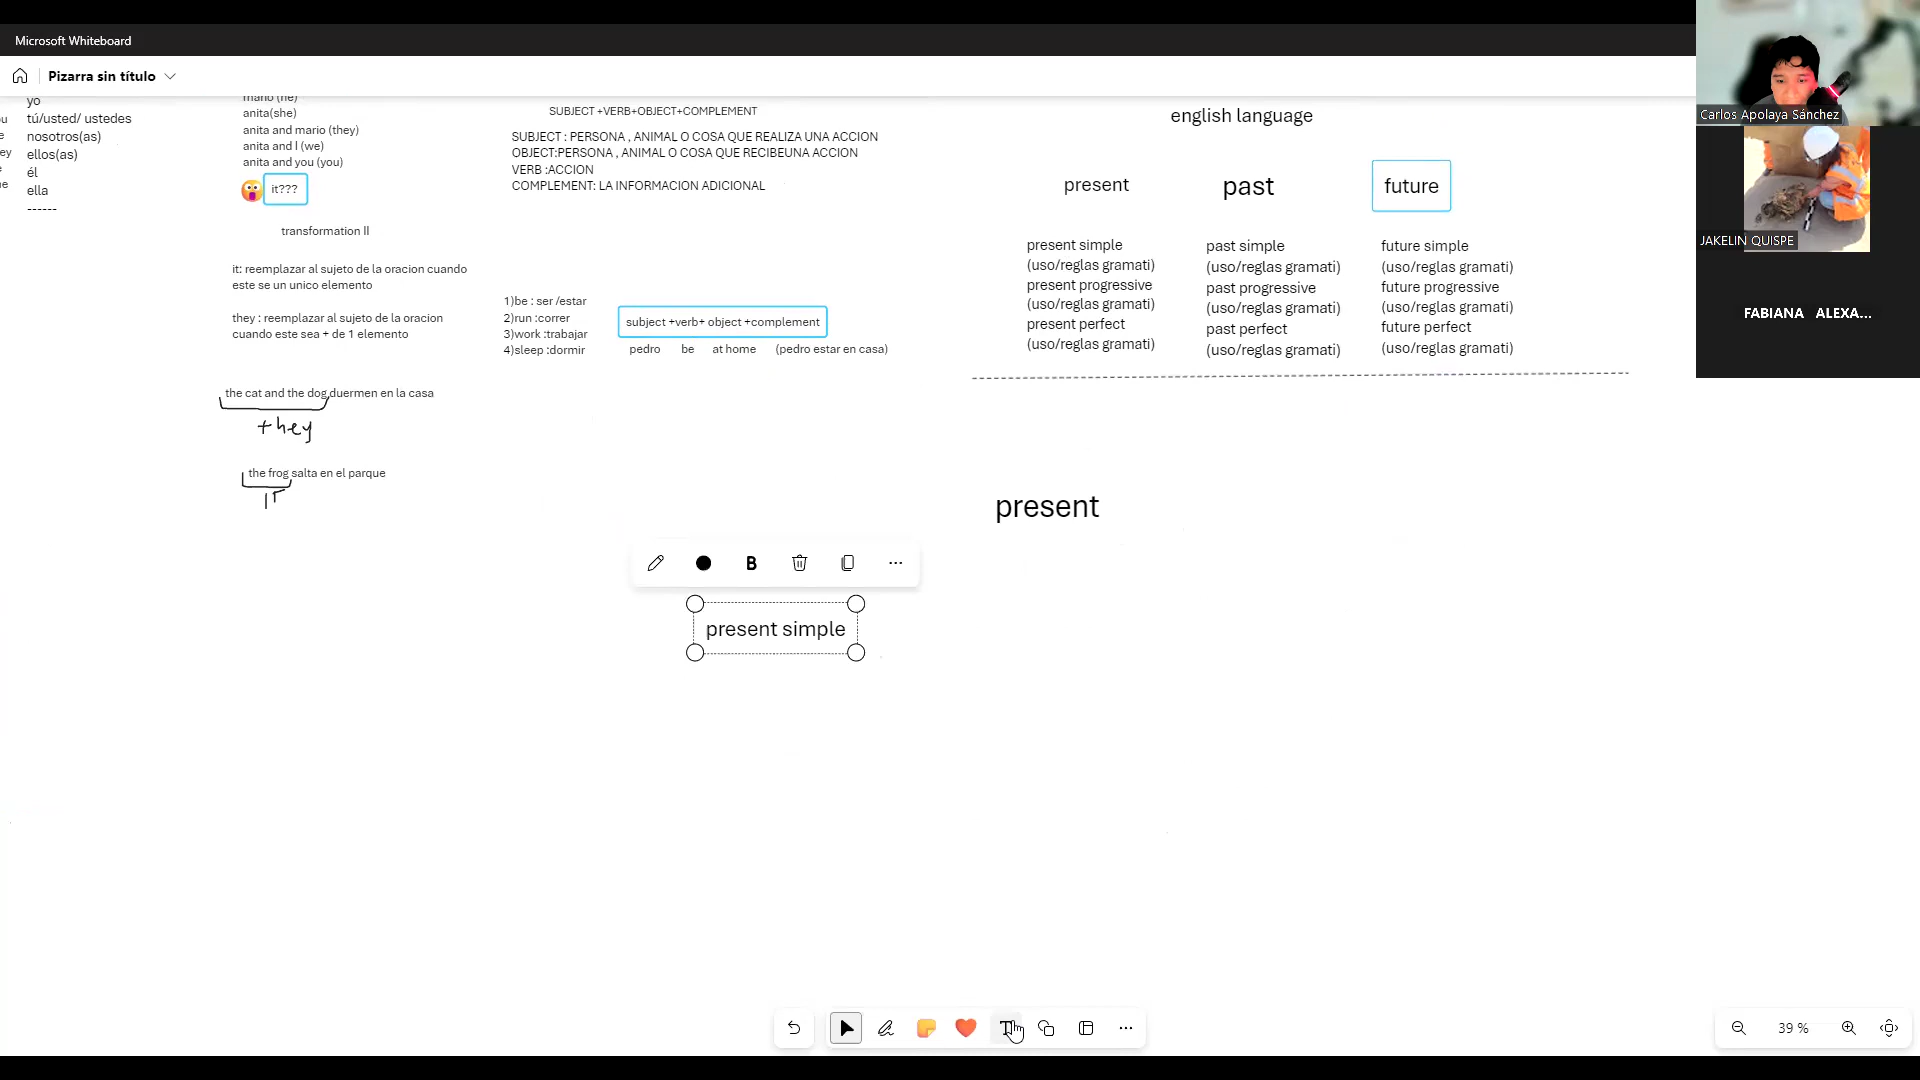 Microsoft Whiteboard
Pizarra sin título
yo
tú/usted/ ustedes
nosotros(as)
ellos(as)
él
ella
------
mario (he)
anita(she)
anita and mario (they)
anita and I (we)
anita and you (you)
it???
transformation II
it: reemplazar al sujeto de la oracion cuando
este se un unico elemento
they : reemplazar al sujeto de la oracion
cuando este sea + de 1 elemento
the cat and the dog duermen en la casa
they
the frog salta en el parque
IT
SUBJECT +VERB+OBJECT+COMPLEMENT
SUBJECT : PERSONA , ANIMAL O COSA QUE REALIZA UNA ACCION
OBJECT:PERSONA , ANIMAL O COSA QUE RECIBEUNA ACCION
VERB :ACCION
COMPLEMENT: LA INFORMACION ADICIONAL
1)be : ser /estar
2)run :correr
3)work :trabajar
4)sleep :dormir
subject +verb+ object +complement
pedro be at home (pedro estar en casa)
english language
present
present simple
(uso/reglas gramati)
present progressive
(uso/reglas gramati)
present perfect
(uso/reglas gramati)
past
past simple
(uso/reglas gramati)
past progressive
(uso/reglas gramati)
past perfect
(uso/reglas gramati)
future
future simple
(uso/reglas gramati)
future progressive
(uso/reglas gramati)
future perfect
(uso/reglas gramati)
present
B
present simple
39 %
Carlos Apolaya Sánchez
JAKELIN QUISPE
FABIANA ALEXA...